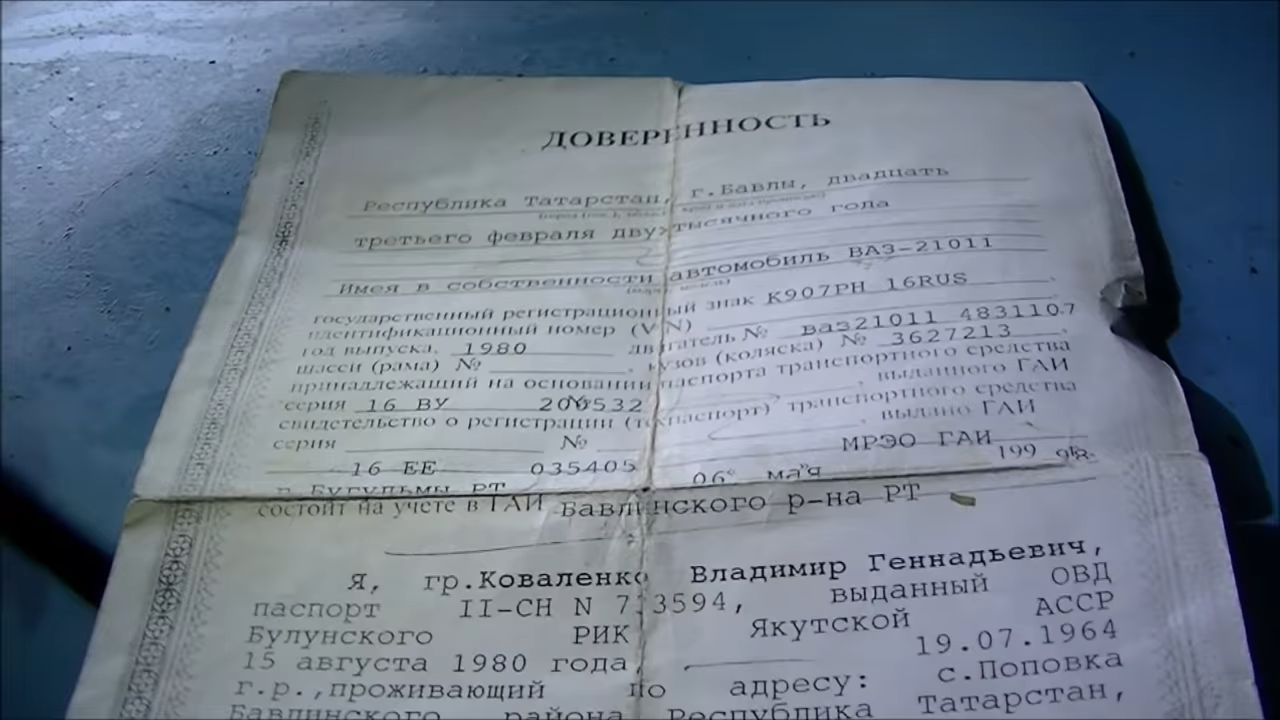 ДОВЕРЕННОСТЬ
Республика Татарстан, г.Бавлы, двадцать
третьего февраля двухтысячного года
Имея в собственности автомобиль ВАЗ-21011
государственный регистрационный знак К907РН 16RUS
идентификационный номер (VIN)
год выпуска, 1980 двигатель № ваз21011 4831107
шасси (рама) № , кузов (коляска) № 3627213 ,
принадлежащий на основании паспорта транспортного средства
серия 16 ВУ 200532 , выданного ГАИ
свидетельство о регистрации (техпаспорт) транспортного средства
серия № , выдано ГАИ
16 ЕЕ 035405 МРЭО ГАИ
г. Бугульмы РТ 06 мая 199
состоит на учете в ГАИ Бавлинского р-на РТ
Я, гр.Коваленко Владимир Геннадьевич,
паспорт II-СН N 713594, выданный ОВД
Булунского РИК Якутской АССР
15 августа 1980 года, 19.07.1964
г.р.,проживающий по адресу: с.Поповка
Бавлинского района Республика Татарстан,